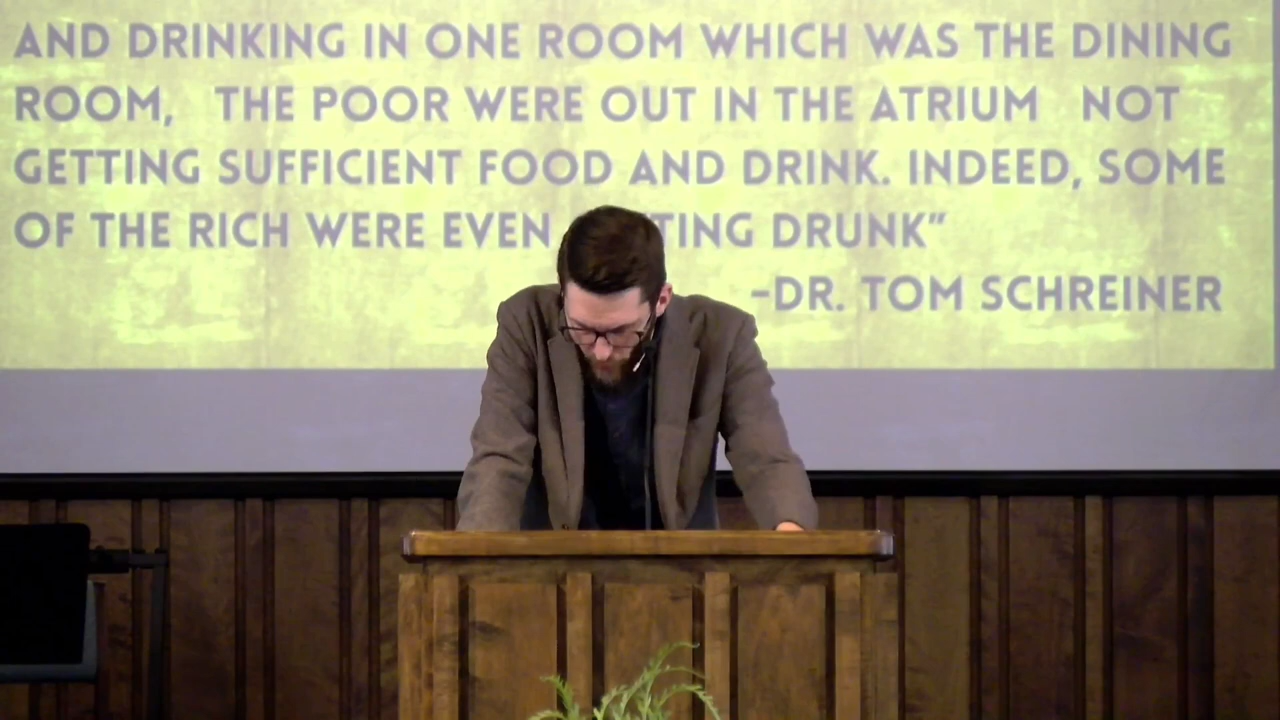 AND DRINKING IN ONE ROOM WHICH WAS THE DINING
ROOM, THE POOR WERE OUT IN THE ATRIUM NOT
GETTING SUFFICIENT FOOD AND DRINK. INDEED, SOME
OF THE RICH WERE EVEN TING DRUNK”
-DR. TOM SCHREINER